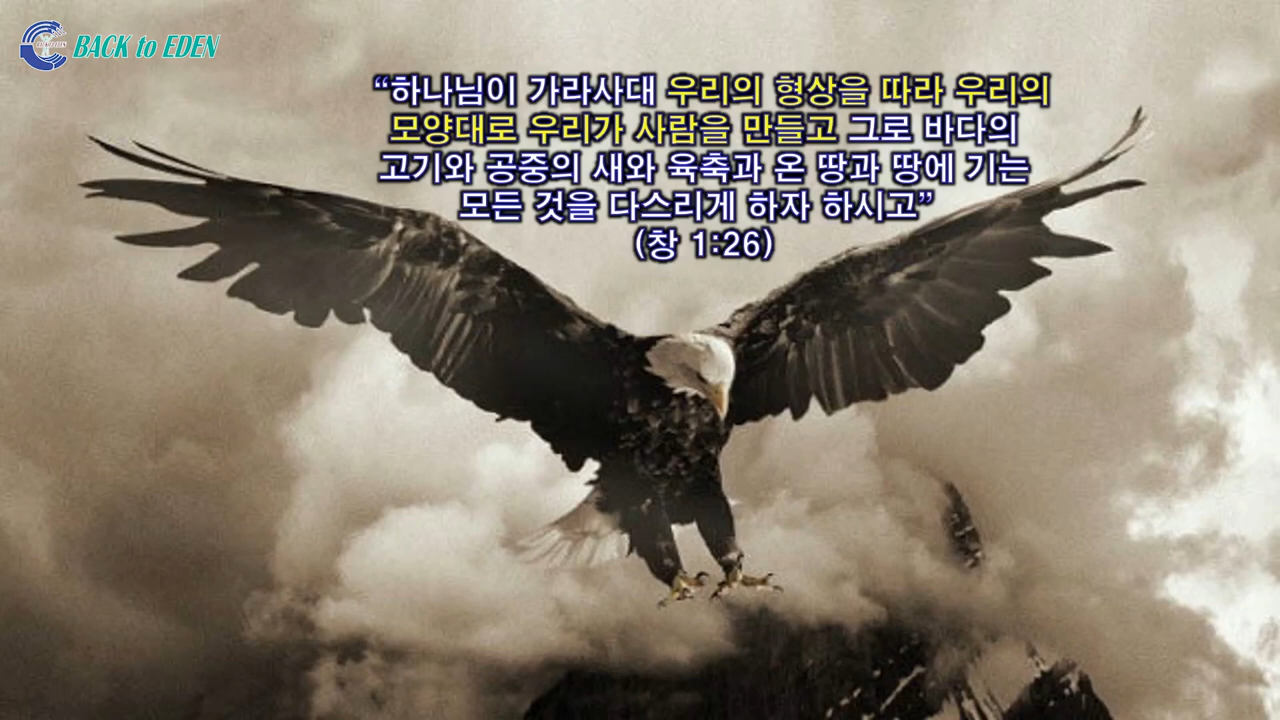 BACK to EDEN
“하나님이 가라사대 우리의 형상을 따라 우리의
모양대로 우리가 사람을 만들고 그로 바다의
고기와 공중의 새와 육축과 온 땅과 땅에 기는
모든 것을 다스리게 하자 하시고”
(창 1:26)